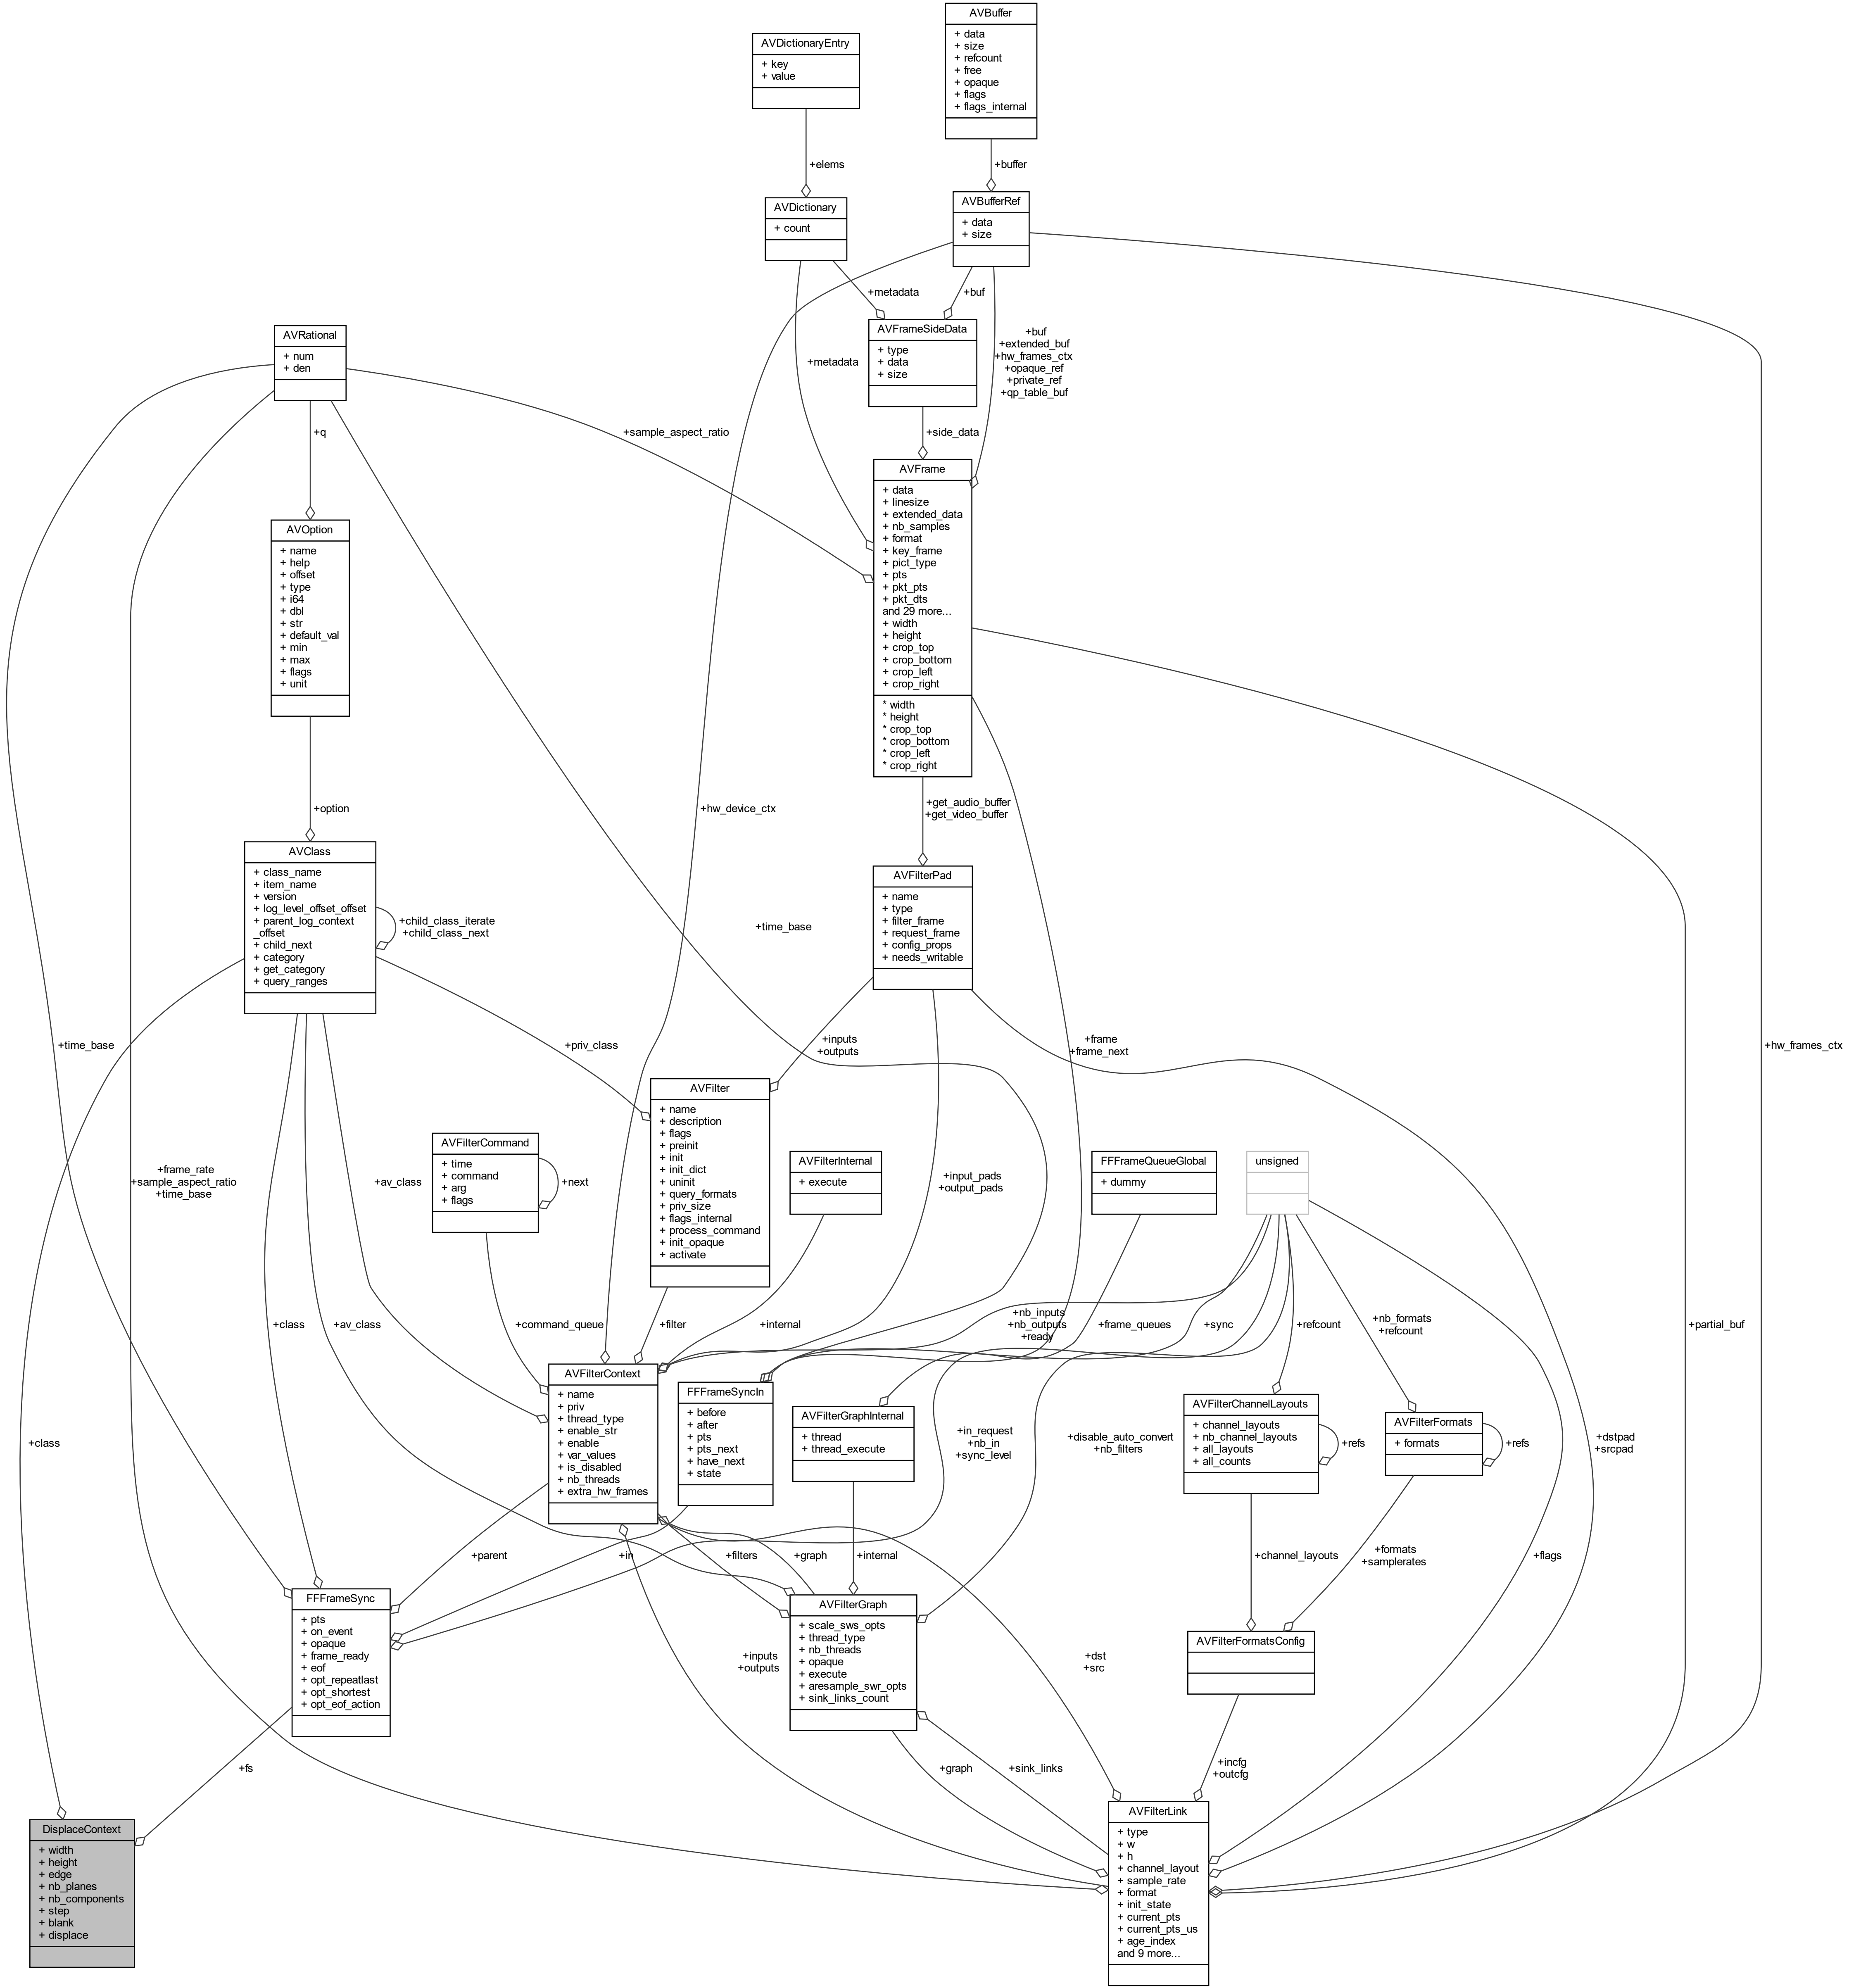 AVBuffer
+ data
+ size
+ refcount
+ free
+ opaque
+ flags
+ flags_internal
AVDictionaryEntry
+ key
+ value
+elems
+buffer
AVDictionary
+ count
AVBufferRef
+ data
+ size
+metadata
+buf
AVFrameSideData
+ type
+ data
+ size
+buf
+extended_buf
+hw_frames_ctx
+opaque_ref
+private_ref
+qp_table_buf
+metadata
AVRational
+ num
+ den
+q
+sample_aspect_ratio
+side_data
AVFrame
+ data
+ linesize
+ extended_data
+ nb_samples
+ format
+ key_frame
+ pict_type
+ pts
+ pkt_pts
+ pkt_dts
and 29 more...
+ width
+ height
+ crop_top
+ crop_bottom
+ crop_left
+ crop_right
* width
* height
* crop_top
* crop_bottom
* crop_left
* crop_right
AVOption
+ name
+ help
+ offset
+ type
+ i64
+ dbl
+ str
+ default_val
+ min
+ max
+ flags
+ unit
+option
+hw_device_ctx
+get_audio_buffer
+get_video_buffer
AVClass
+ class_name
+ item_name
+ version
+ log_level_offset_offset
+ parent_log_context
_offset
+ child_next
+ category
+ get_category
+ query_ranges
+child_class_iterate
+child_class_next
+time_base
AVFilterPad
+ name
+ type
+ filter_frame
+ request_frame
+ config_props
+ needs_writable
+time_base
+priv_class
+inputs
+outputs
+frame
+frame_next
+hw_frames_ctx
AVFilter
+ name
+ description
+ flags
+ preinit
+ init
+ init_dict
+ uninit
+ query_formats
+ priv_size
+ flags_internal
+ process_command
+ init_opaque
+ activate
AVFilterCommand
+ time
+ command
+ arg
+ flags
+next
AVFilterInternal
+ execute
FFFrameQueueGlobal
+ dummy
unsigned
+frame_rate
+sample_aspect_ratio
+time_base
+av_class
+input_pads
+output_pads
+class
+av_class
+command_queue
+filter
+internal
+nb_inputs
+nb_outputs
+ready
+frame_queues
+sync
+refcount
+nb_formats
+refcount
+partial_buf
AVFilterContext
+ name
+ priv
+ thread_type
+ enable_str
+ enable
+ var_values
+ is_disabled
+ nb_threads
+ extra_hw_frames
FFFrameSyncIn
+ before
+ after
+ pts
+ pts_next
+ have_next
+ state
AVFilterGraphInternal
+ thread
+ thread_execute
+in_request
+nb_in
+sync_level
+disable_auto_convert
+nb_filters
AVFilterChannelLayouts
+ channel_layouts
+ nb_channel_layouts
+ all_layouts
+ all_counts
+refs
AVFilterFormats
+ formats
+refs
+dstpad
+srcpad
+class
+parent
+in
+filters
+graph
+internal
+channel_layouts
+formats
+samplerates
+flags
FFFrameSync
+ pts
+ on_event
+ opaque
+ frame_ready
+ eof
+ opt_repeatlast
+ opt_shortest
+ opt_eof_action
AVFilterGraph
+ scale_sws_opts
+ thread_type
+ nb_threads
+ opaque
+ execute
+ aresample_swr_opts
+ sink_links_count
+inputs
+outputs
+dst
+src
AVFilterFormatsConfig
+fs
+graph
+sink_links
+incfg
+outcfg
DisplaceContext
+ width
+ height
+ edge
+ nb_planes
+ nb_components
+ step
+ blank
+ displace
AVFilterLink
+ type
+ w
+ h
+ channel_layout
+ sample_rate
+ format
+ init_state
+ current_pts
+ current_pts_us
+ age_index
and 9 more...